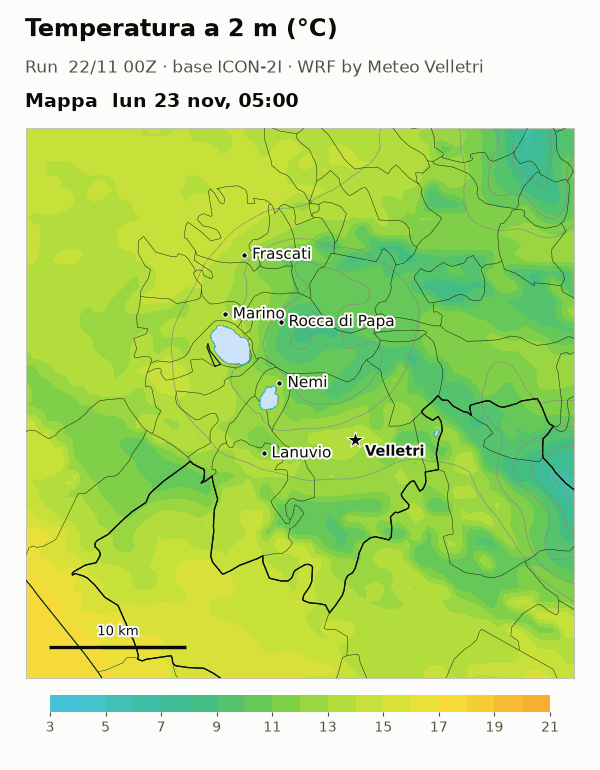 Temperatura a 2 m (°C)
Run 22/11 00Z · base ICON-2I · WRF by Meteo Velletri
Mappa lun 23 nov, 05:00
Frascati
Marino
Rocca di Papa
Nemi
Velletri
Lanuvio
10 km
3 5 7 9 11 13 15 17 19 21